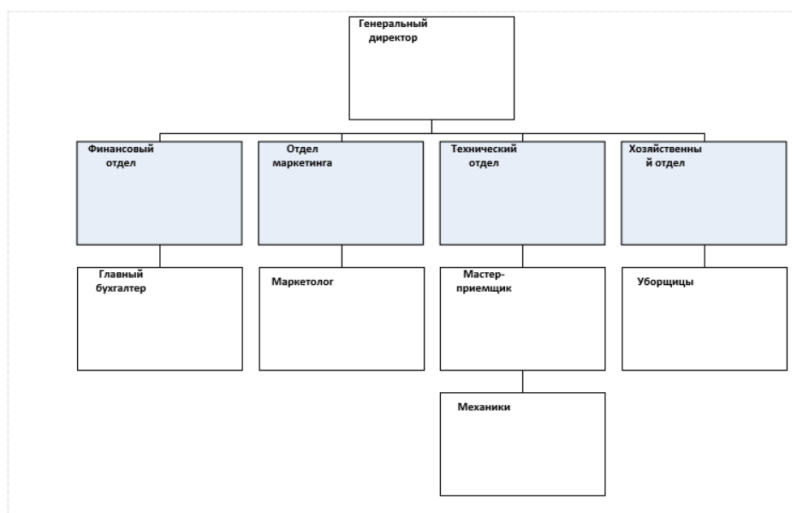 Генеральный
директор
Финансовый
отдел
Отдел
маркетинга
Технический
отдел
Хозяйственны
й отдел
Главный
бухгалтер
Маркетолог
Мастер-
приемщик
Уборщицы
Механики